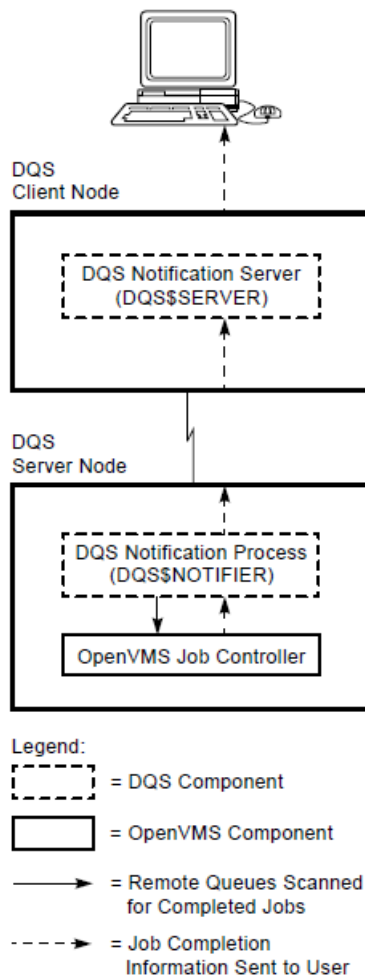 DQS
Client Node
DQS Notification Server
(DQS$SERVER)
DQS
Server Node
DQS Notification Process
(DQS$NOTIFIER)
OpenVMS Job Controller
Legend:
= DQS Component
= OpenVMS Component
= Remote Queues Scanned
for Completed Jobs
= Job Completion
Information Sent to User